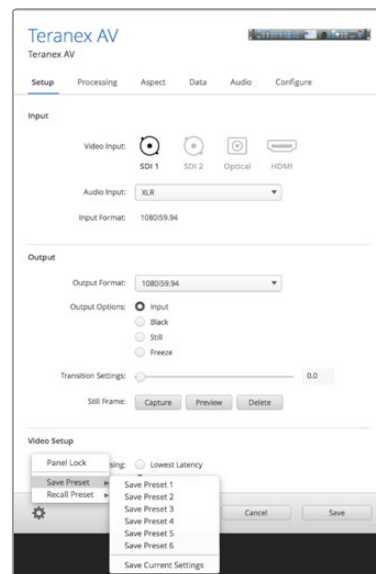 Teranex AV
Teranex AV
Setup Processing Aspect Data Audio Configure
Input
Video Input:
SDI 1 SDI 2 Optical HDMI
Audio Input: XLR
Input Format: 1080i59.94
Output
Output Format: 1080i59.94
Output Options: Input
Black
Still
Freeze
Transition Settings: 0.0
Still Frame: Capture Preview Delete
Video Setup
Panel Lock
sing: Lowest Latency
Save Preset
Recall Preset
Save Preset 1
Save Preset 2
Save Preset 3
Save Preset 4
Save Preset 5
Save Preset 6
Save Current Settings
Cancel Save